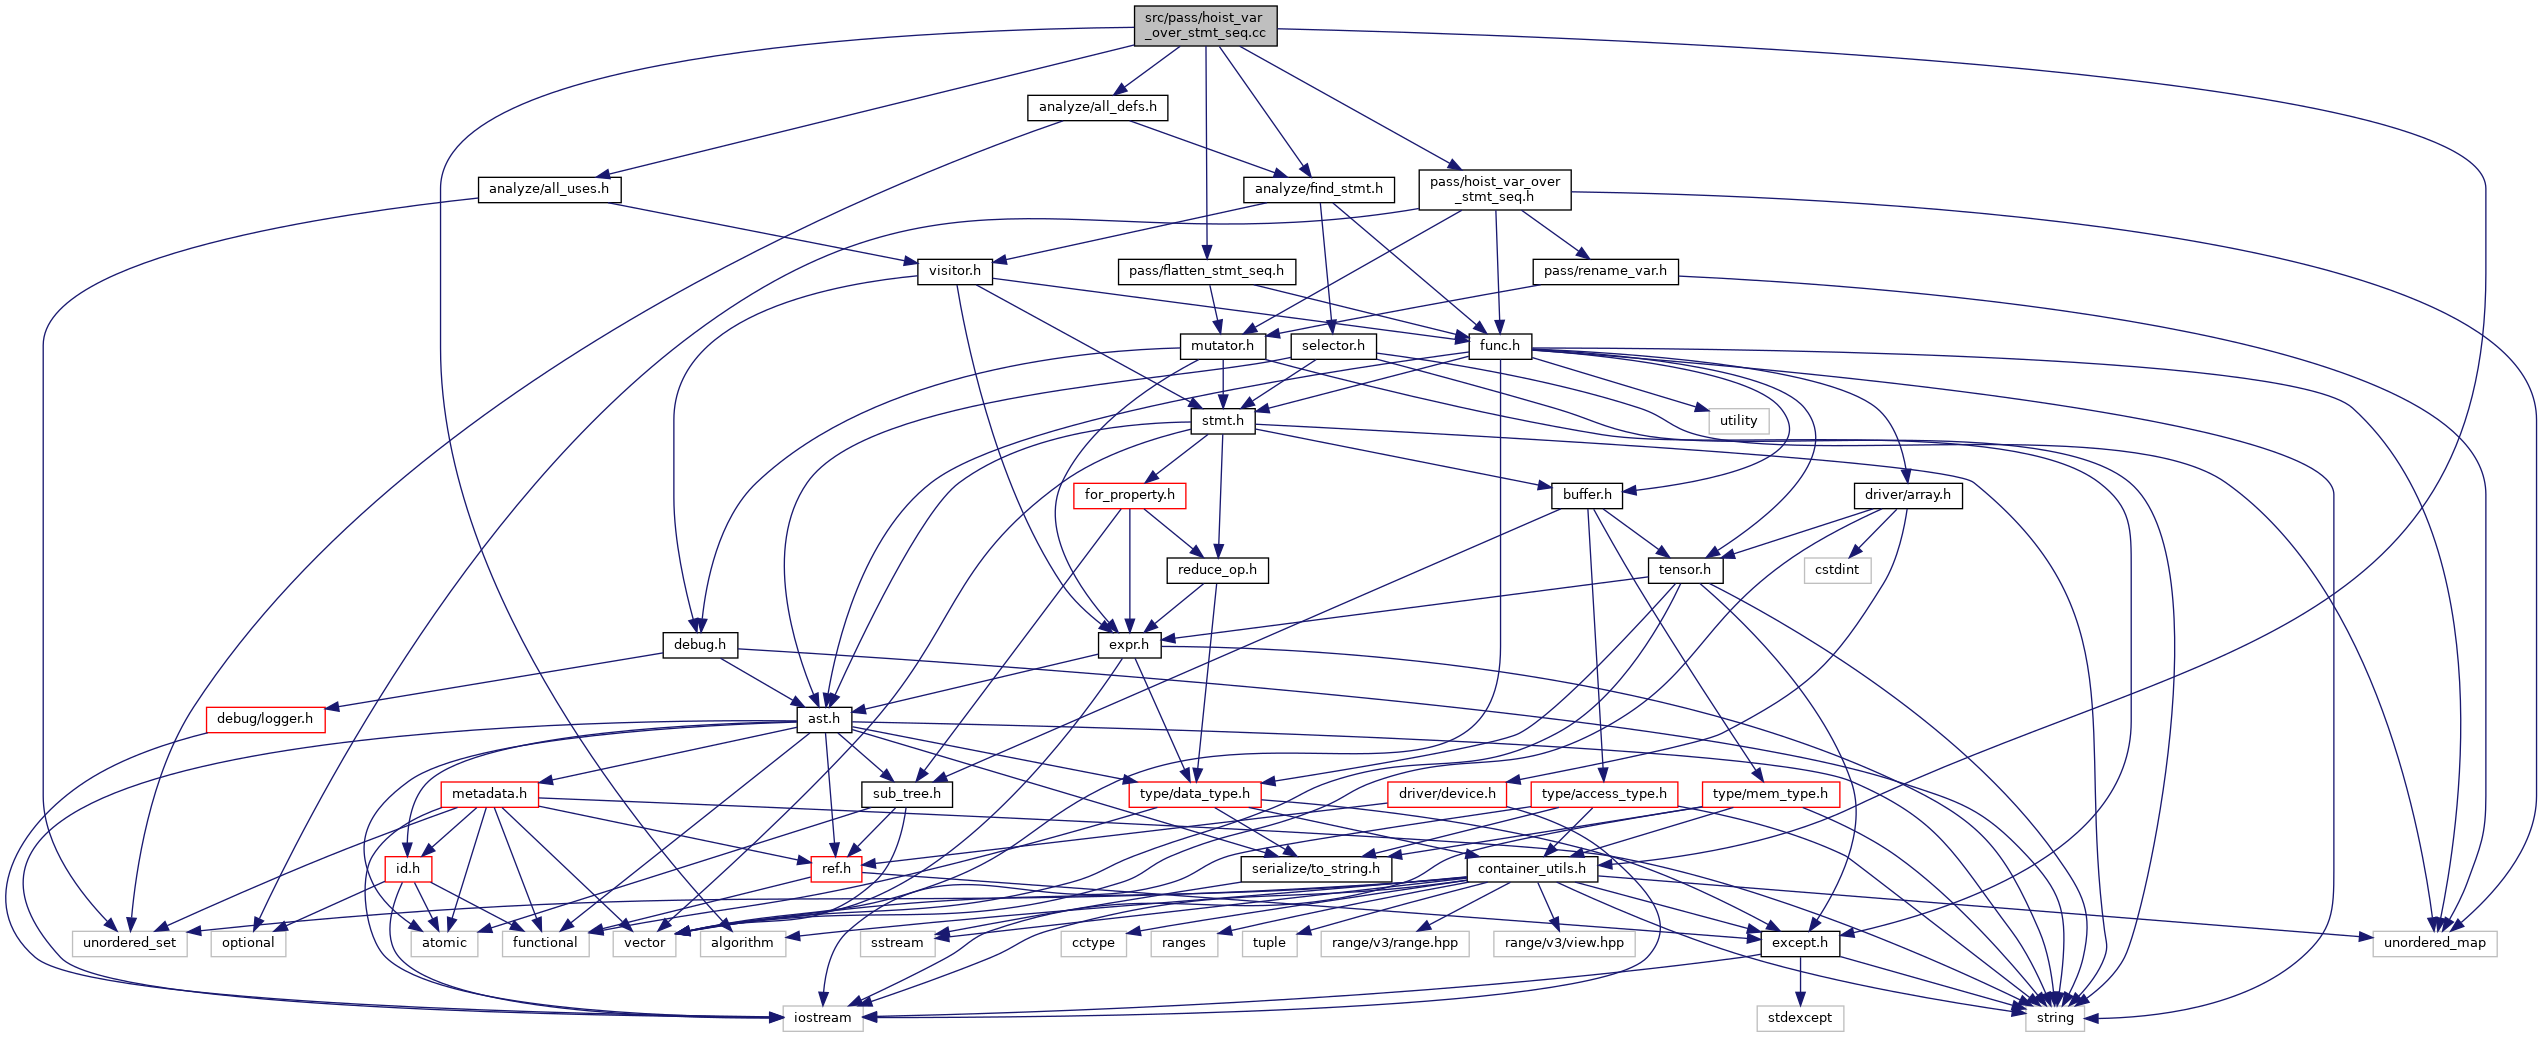 src/pass/hoist_var
_over_stmt_seq.cc
analyze/all_defs.h
analyze/all_uses.h
analyze/find_stmt.h
pass/hoist_var_over
_stmt_seq.h
visitor.h
pass/flatten_stmt_seq.h
pass/rename_var.h
mutator.h
selector.h
func.h
stmt.h
utility
for_property.h
buffer.h
driver/array.h
reduce_op.h
tensor.h
cstdint
debug.h
expr.h
debug/logger.h
ast.h
metadata.h
sub_tree.h
type/data_type.h
driver/device.h
type/access_type.h
type/mem_type.h
id.h
ref.h
serialize/to_string.h
container_utils.h
unordered_set
optional
atomic
functional
vector
algorithm
sstream
cctype
ranges
tuple
range/v3/range.hpp
range/v3/view.hpp
except.h
unordered_map
iostream
stdexcept
string